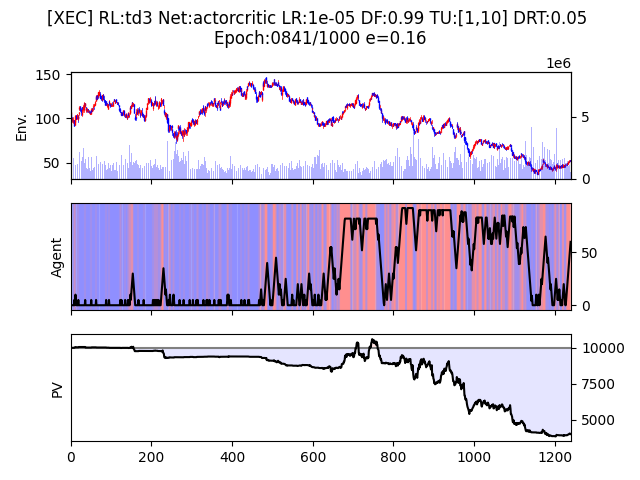 [XEC] RL:td3 Net:actorcritic LR:1e-05 DF:0.99 TU:[1,10] DRT:0.05
Epoch:0841/1000 e=0.16
1e6
150
100
50
Env.
5
0
Agent
50
0
PV
10000
7500
5000
0 200 400 600 800 1000 1200